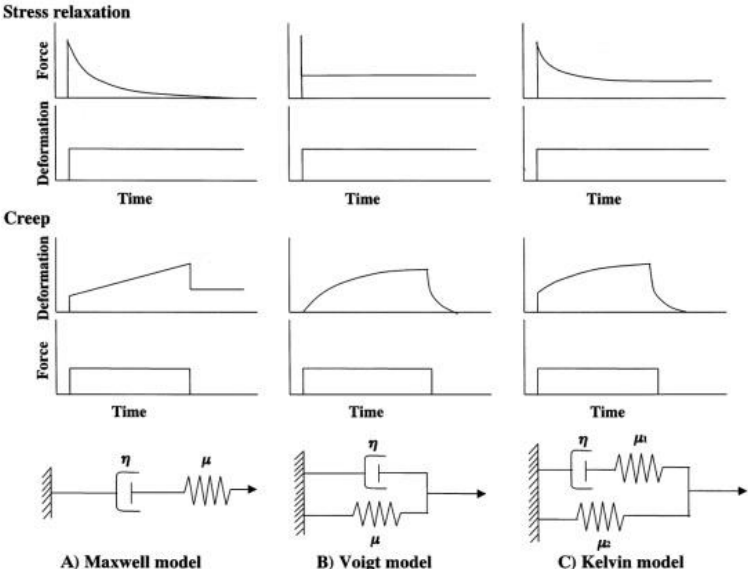 Stress relaxation
Force
Deformation
Time
Time
Time
Creep
Deformation
Force
Time
Time
Time
η
μ
η
μ
η
μ1
μ2
A) Maxwell model
B) Voigt model
C) Kelvin model